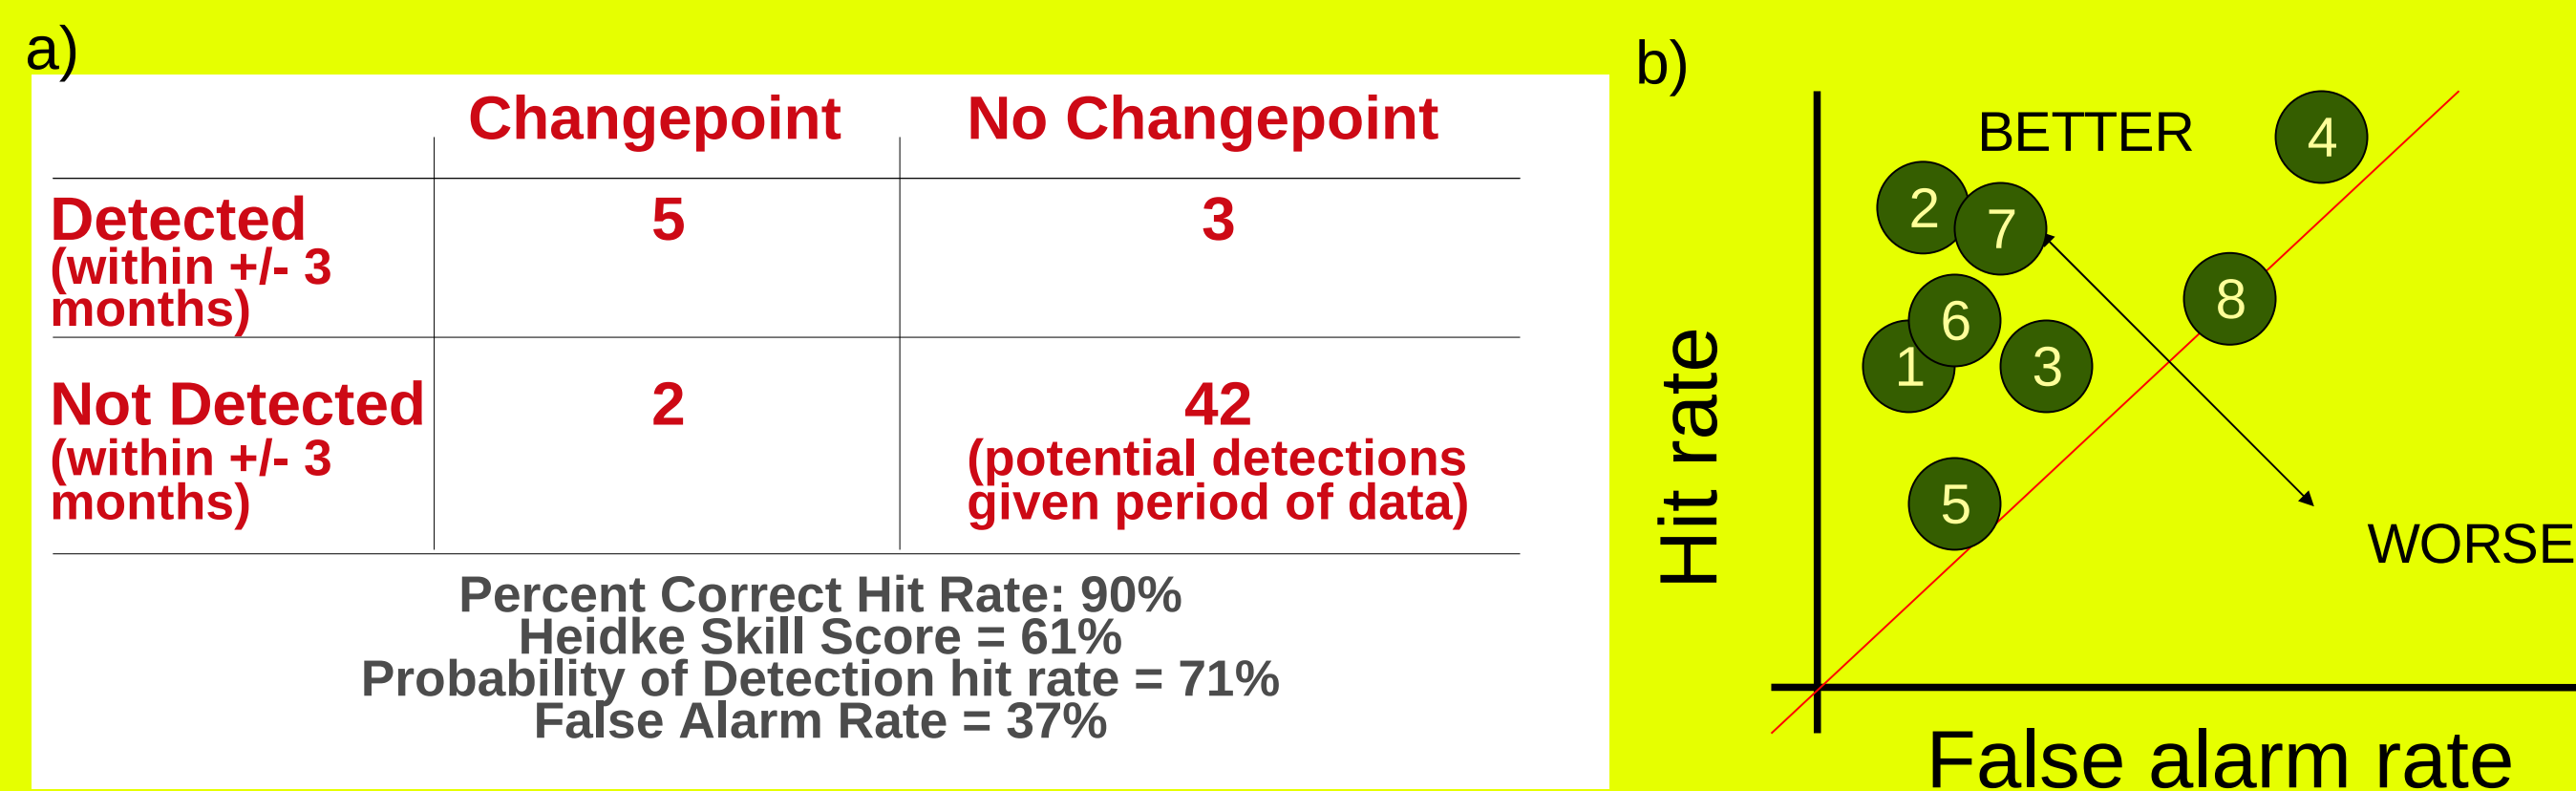 a)
Changepoint No Changepoint
Detected 5 3
(within +/- 3
months)
Not Detected 2 42
(within +/- 3 (potential detections
months) given period of data)
Percent Correct Hit Rate: 90%
Heidke Skill Score = 61%
Probability of Detection hit rate = 71%
False Alarm Rate = 37%
b)
BETTER
4
2
7
8
6
1
3
5
WORSE
Hit rate
False alarm rate